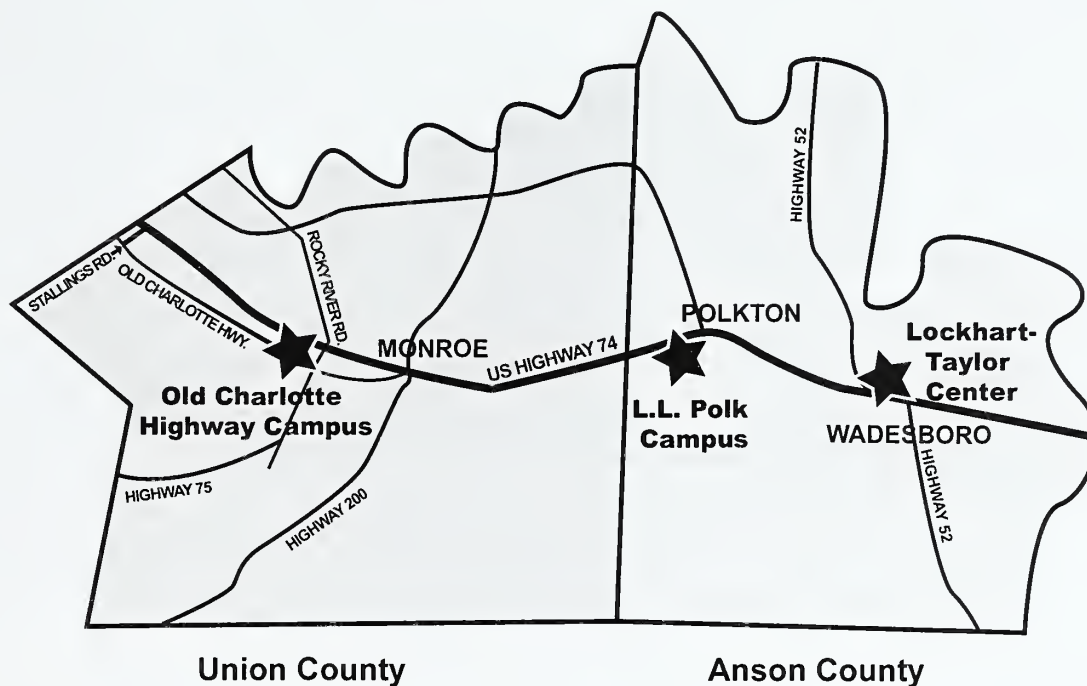 HIGHWAY 52
STALLINGS RD.
OLD CHARLOTTE HWY.
ROCKY RIVER RD.
MONROE
US HIGHWAY 74
POLKTON
Lockhart-
Taylor
Center
Old Charlotte
Highway Campus
L.L. Polk
Campus
WADESBORO
HIGHWAY 75
HIGHWAY 200
HIGHWAY 52
Union County
Anson County